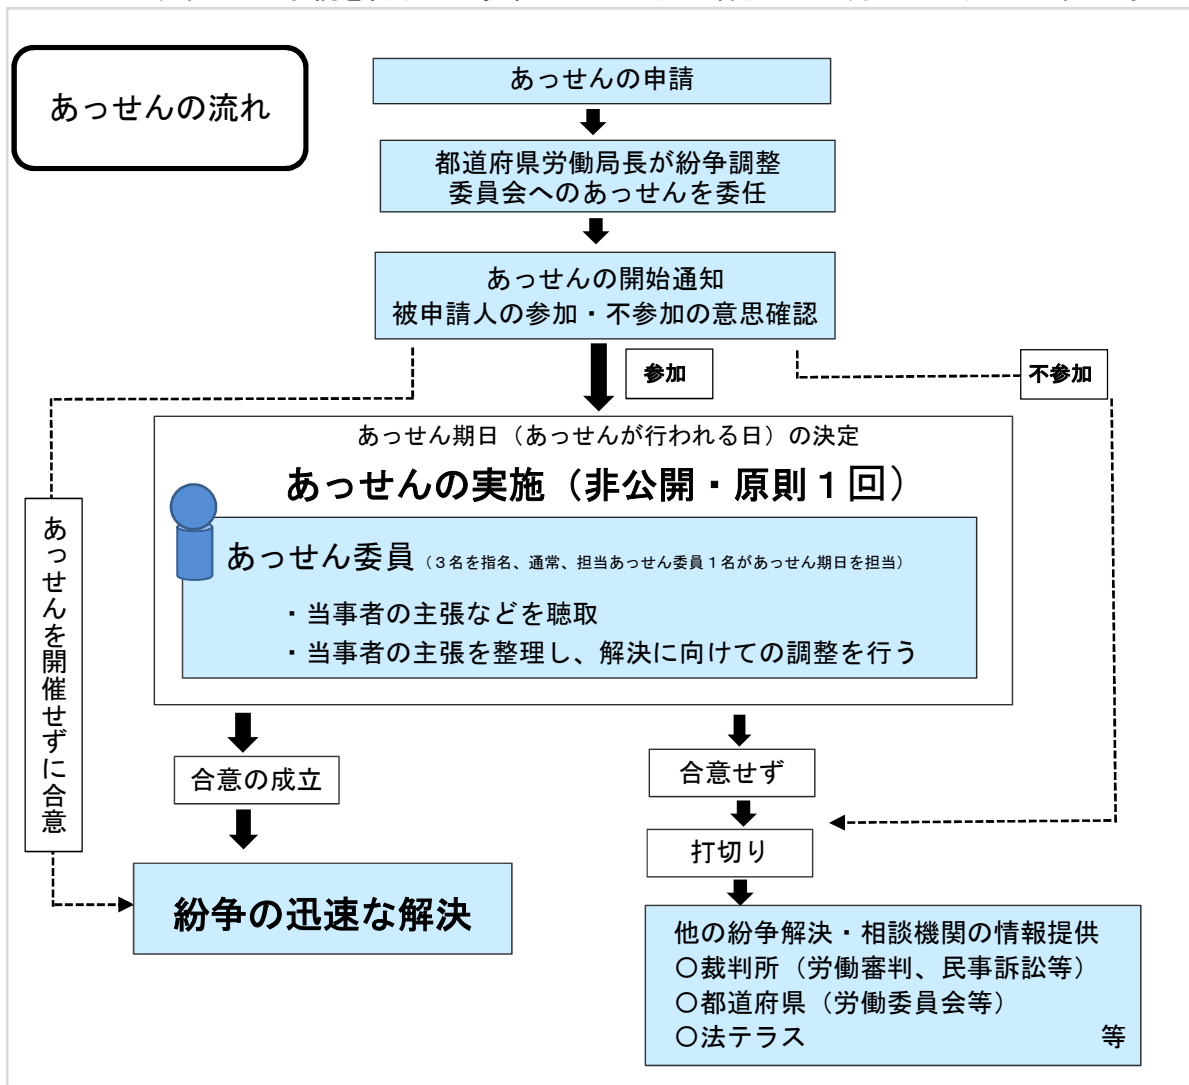 あっせんの流れ
あっせんの申請
都道府県労働局長が紛争調整
委員会へのあっせんを委任
あっせんの開始通知
被申請人の参加・不参加の意思確認
参加
不参加
あっせん期日（あっせんが行われる日）の決定
あっせんの実施（非公開・原則１回）
あっせん委員（３名を指名、通常、担当あっせん委員１名があっせん期日を担当）
・当事者の主張などを聴取
・当事者の主張を整理し、解決に向けての調整を行う
あっせんを開催せずに合意
合意の成立
合意せず
打切り
紛争の迅速な解決
他の紛争解決・相談機関の情報提供
〇裁判所（労働審判、民事訴訟等）
〇都道府県（労働委員会等）
〇法テラス 等